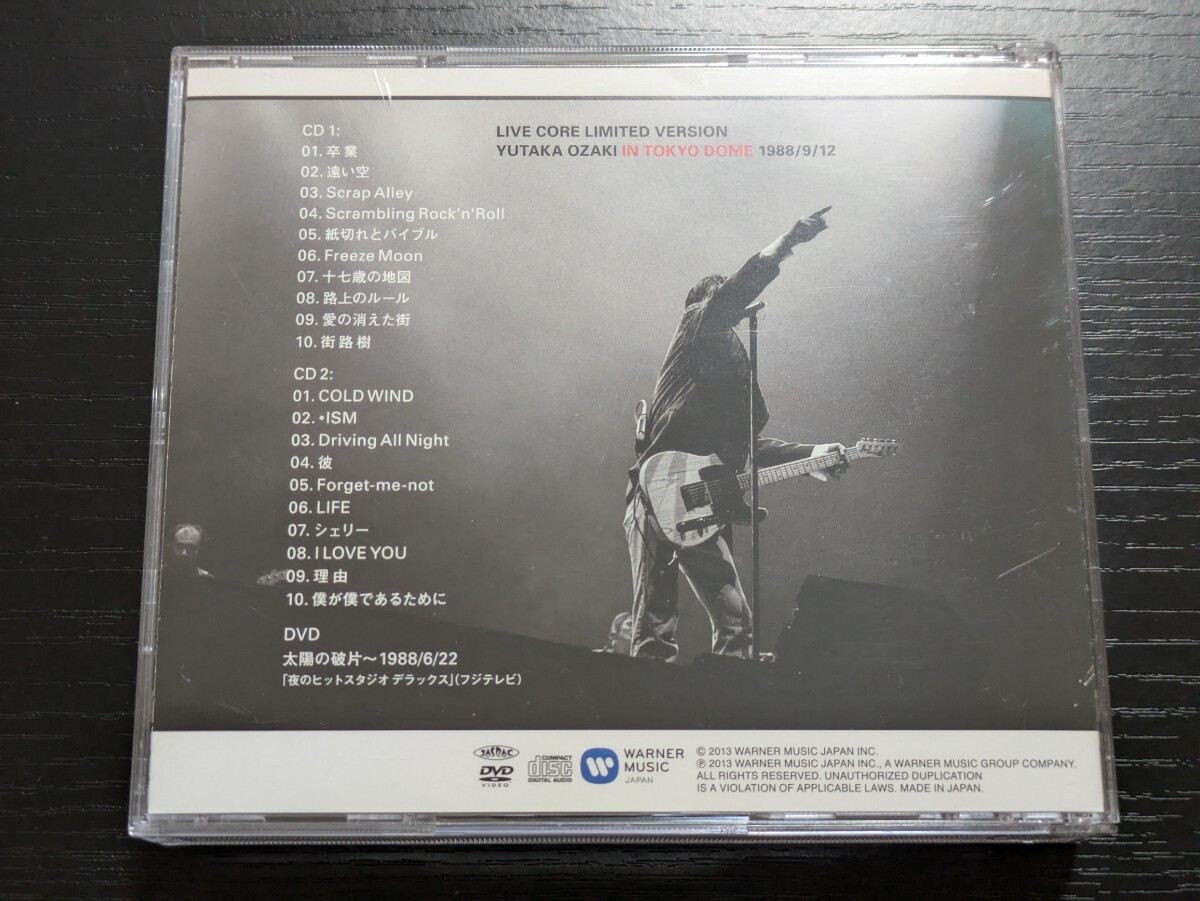 LIVE CORE LIMITED VERSION
YUTAKA OZAKI IN TOKYO DOME 1988/9/12
CD 1:
01. 卒業
02. 遠い空
03. Scrap Alley
04. Scrambling Rock'n'Roll
05. 紙切れとバイブル
06. Freeze Moon
07. 十七歳の地図
08. 路上のルール
09. 愛の消えた街
10. 街路樹
CD 2:
01. COLD WIND
02. •ISM
03. Driving All Night
04. 彼
05. Forget-me-not
06. LIFE
07. シェリー
08. I LOVE YOU
09. 理由
10. 僕が僕であるために
DVD
太陽の破片〜1988/6/22
「夜のヒットスタジオ デラックス」(フジテレビ)
JASRAC
DVD
VIDEO
COMPACT
disc
DIGITAL AUDIO
WARNER
MUSIC
JAPAN
© 2013 WARNER MUSIC JAPAN INC.
℗ 2013 WARNER MUSIC JAPAN INC., A WARNER MUSIC GROUP COMPANY.
ALL RIGHTS RESERVED. UNAUTHORIZED DUPLICATION
IS A VIOLATION OF APPLICABLE LAWS. MADE IN JAPAN.